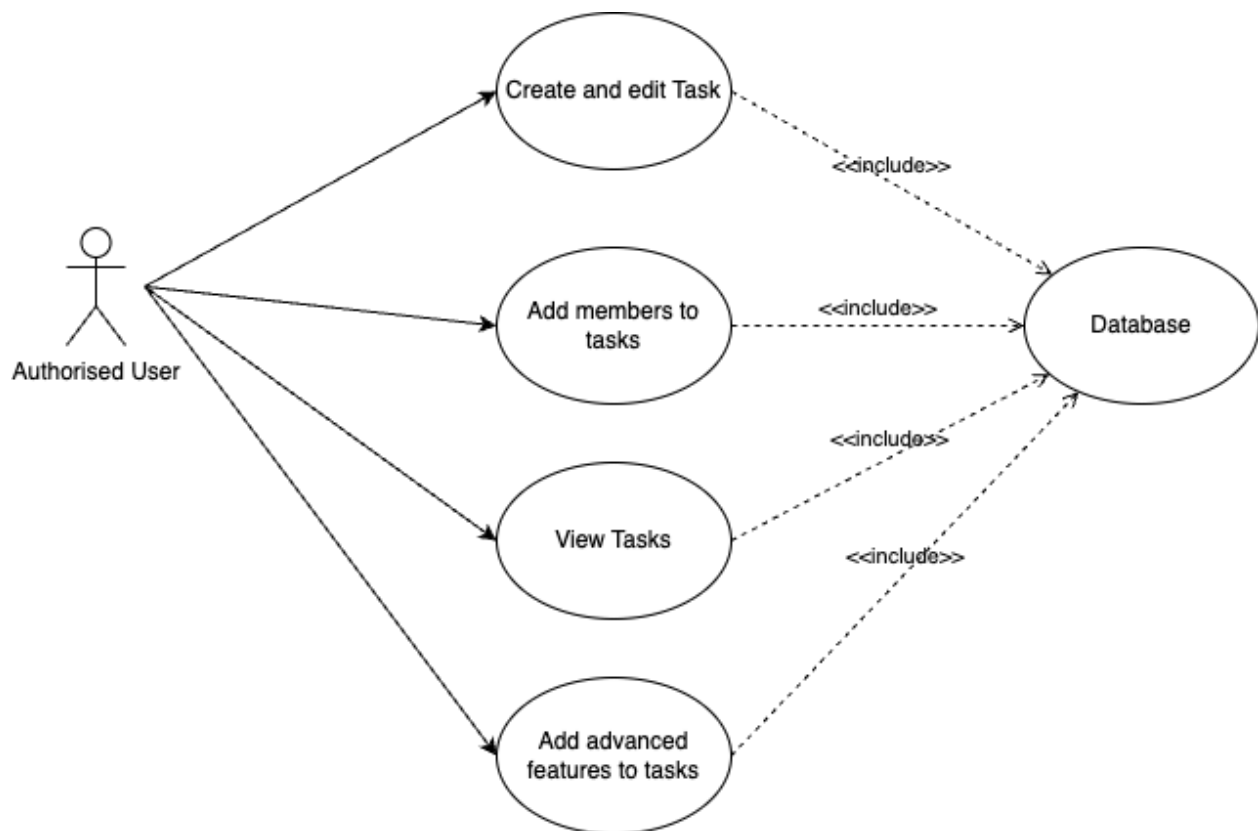 Create and edit Task
<<include>>
Authorised User
Add members to
tasks
<<include>>
Database
View Tasks
<<include>>
Add advanced
features to tasks
<<include>>